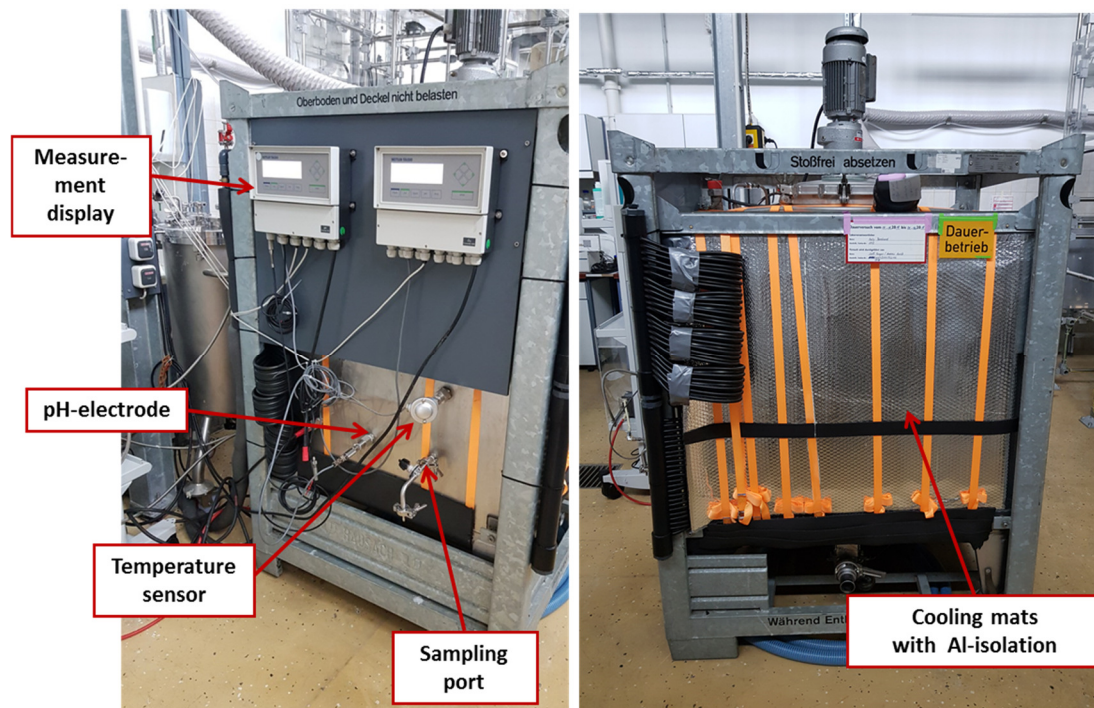 Oberboden und Deckel nicht belasten
Measure-
ment
display
pH-electrode
Temperature
sensor
Sampling
port
Stoßfrei absetzen
Dauer-
betrieb
Während
Cooling mats
with Al-isolation